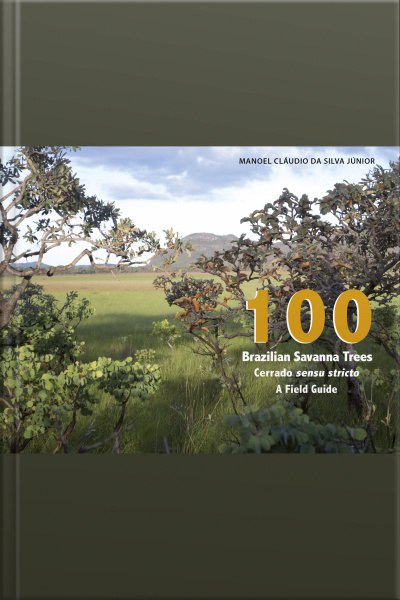 MANOEL CLÁUDIO DA SILVA JÚNIOR
100
Brazilian Savanna Trees
Cerrado sensu stricto
A Field Guide